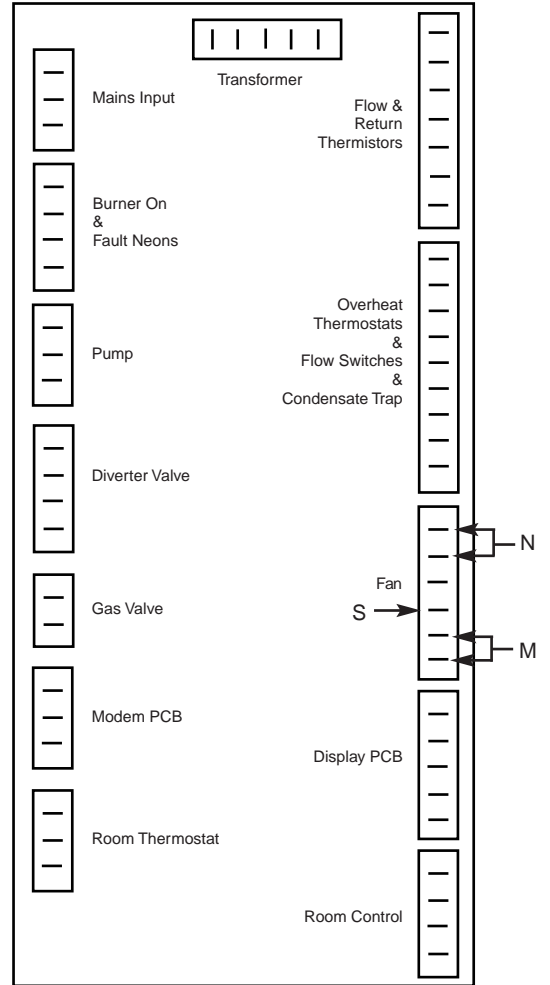 Transformer
Mains Input
Flow &
Return
Thermistors
Burner On
&
Fault Neons
Overheat
Thermostats
&
Flow Switches
&
Condensate Trap
Pump
Diverter Valve
N
Fan
S
Gas Valve
M
Modem PCB
Display PCB
Room Thermostat
Room Control